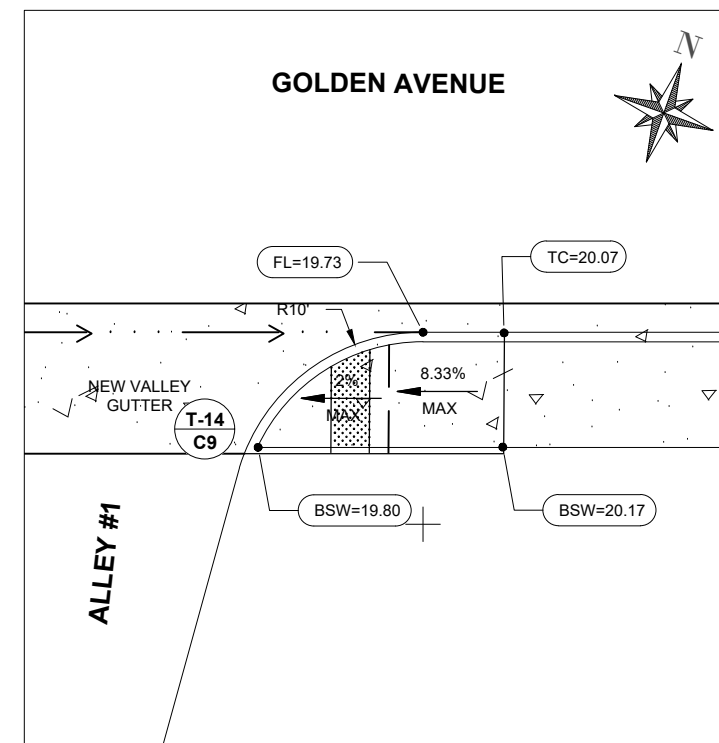 N
GOLDEN AVENUE
FL=19.73
TC=20.07
R10'
NEW VALLEY
GUTTER
T-14
C9
2%
MAX
8.33%
MAX
BSW=19.80
BSW=20.17
ALLEY #1